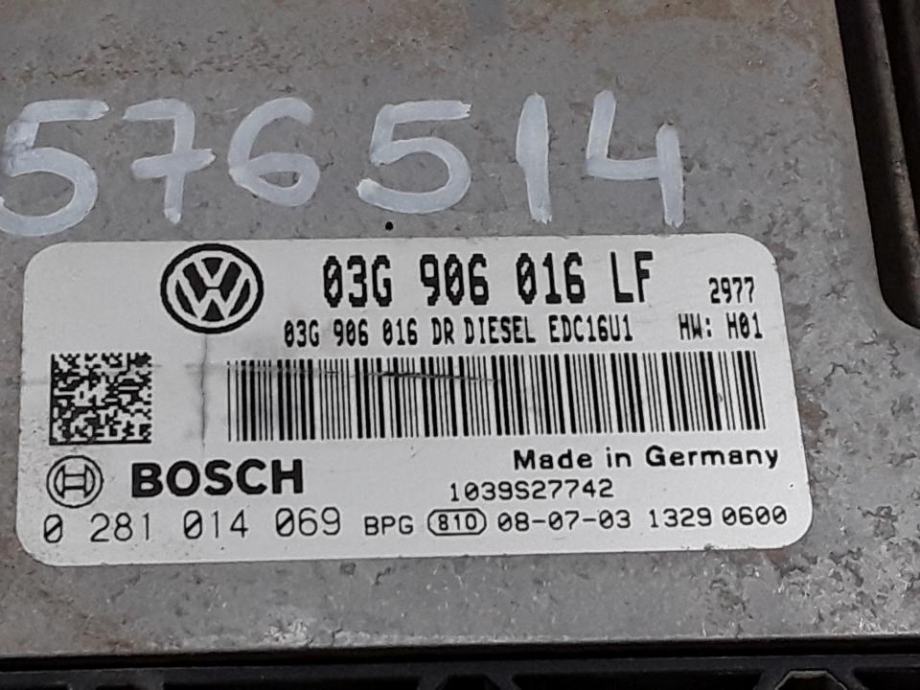 576514
03G 906 016 LF 2977
03G 906 016 DR DIESEL EDC16U1 HW: H01
Made in Germany
BOSCH
1039S27742
0 281 014 069 BPG 810 08-07-03 1329 0600